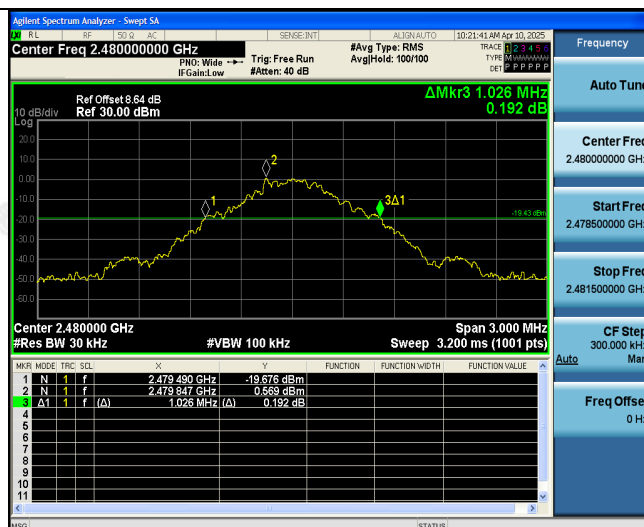 Agilent Spectrum Analyzer - Swept SA
RL RF 50 Ω AC SENSE:INT ALIGN AUTO 10:21:41 AM Apr 10, 2025
Center Freq 2.480000000 GHz
PNO: Wide
IFGain:Low
Trig: Free Run
#Atten: 40 dB
#Avg Type: RMS
Avg|Hold: 100/100
TRACE 1 2 3 4 5 6
TYPE M
DET P P P P P P
Ref Offset 8.64 dB
Ref 30.00 dBm
10 dB/div
Log
ΔMkr3 1.026 MHz
0.192 dB
20.0
10.0
0.00
-10.0
-20.0
-30.0
-40.0
-50.0
-60.0
1
2
3Δ1
-19.43 dBm
Center 2.480000 GHz
Span 3.000 MHz
#Res BW 30 kHz
#VBW 100 kHz
Sweep 3.200 ms (1001 pts)
MKR MODE TRC SCL X Y FUNCTION FUNCTION WIDTH FUNCTION VALUE
1 N 1 f 2.479 490 GHz -19.676 dBm
2 N 1 f 2.479 847 GHz 0.569 dBm
3 Δ1 1 f (Δ) 1.026 MHz (Δ) 0.192 dB
4
5
6
7
8
9
10
11
MSG STATUS
Frequency
Auto Tun
Center Fre
2.480000000 GH
Start Fre
2.478500000 GH
Stop Fre
2.481500000 GH
CF Step
300.000 kH
Auto Man
Freq Offse
0 H